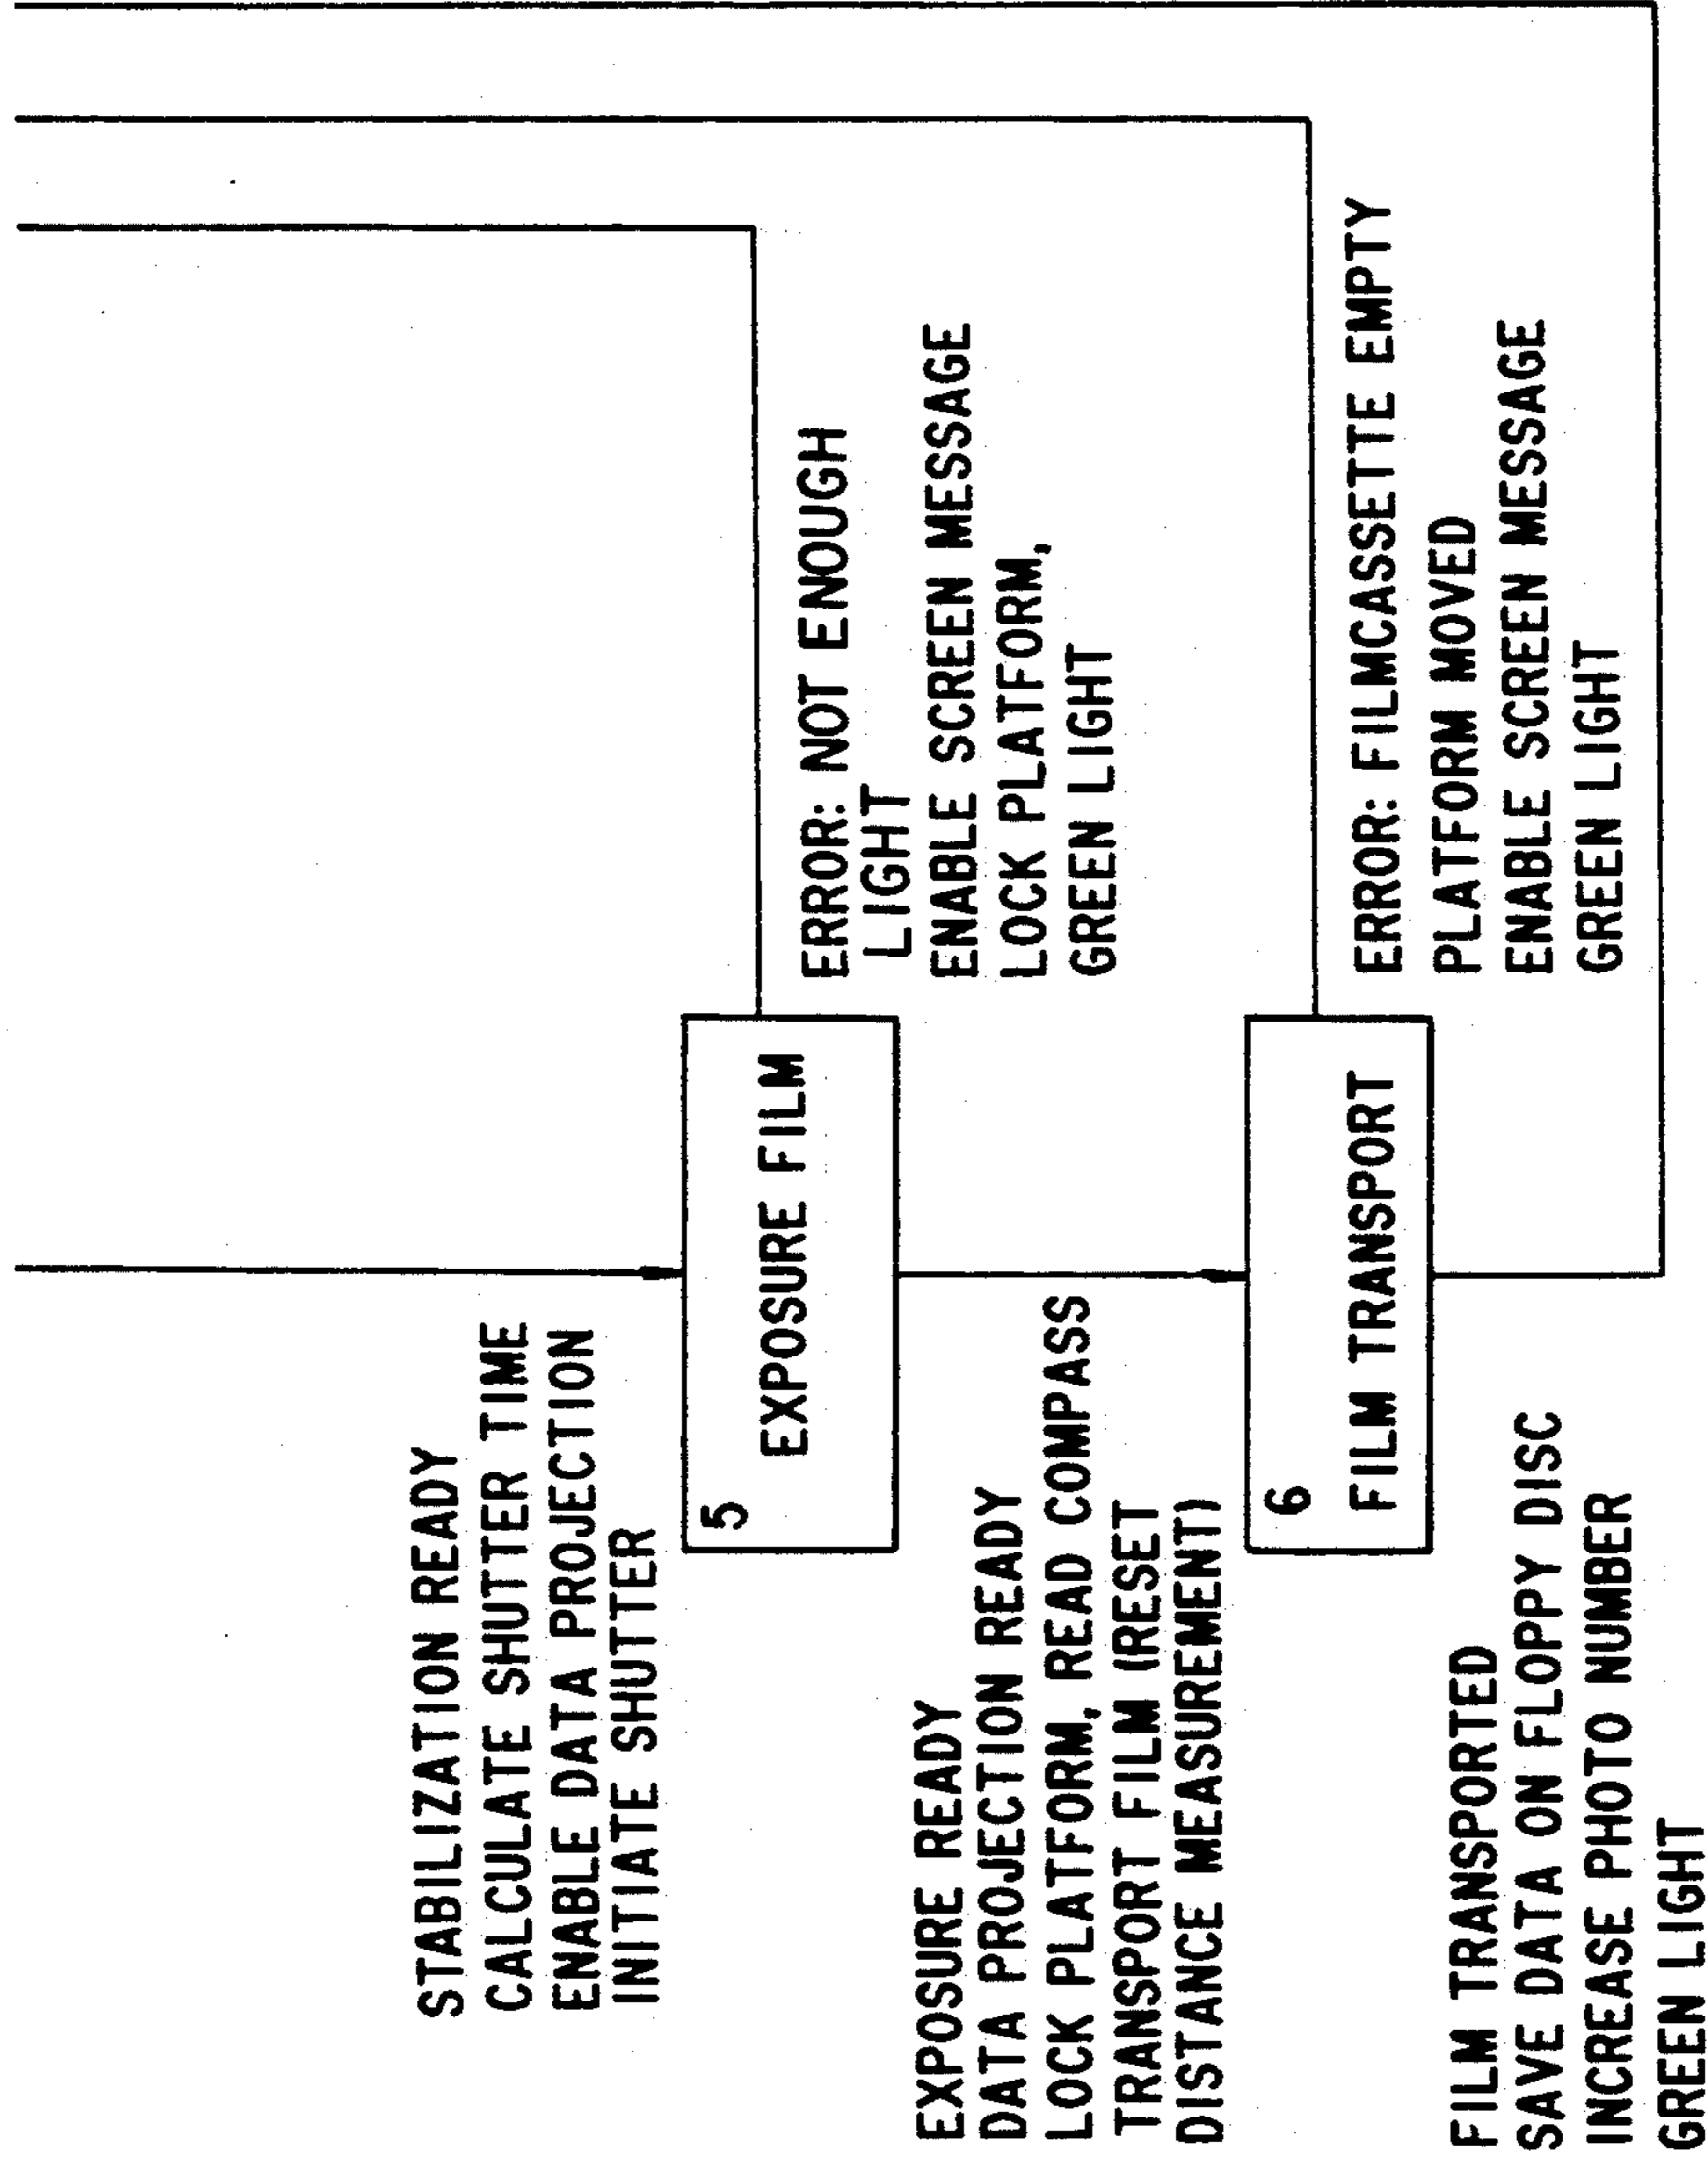 STABILIZATION READY
CALCULATE SHUTTER TIME
ENABLE DATA PROJECTION
INITIATE SHUTTER
5
EXPOSURE FILM
ERROR: NOT ENOUGH
LIGHT
ENABLE SCREEN MESSAGE
LOCK PLATFORM,
GREEN LIGHT
EXPOSURE READY
DATA PROJECTION READY
LOCK PLATFORM, READ COMPASS
TRANSPORT FILM (RESET
DISTANCE MEASUREMENT)
6
FILM TRANSPORT
ERROR: FILMCASSETTE EMPTY
PLATFORM MOVED
ENABLE SCREEN MESSAGE
GREEN LIGHT
FILM TRANSPORTED
SAVE DATA ON FLOPPY DISC
INCREASE PHOTO NUMBER
GREEN LIGHT